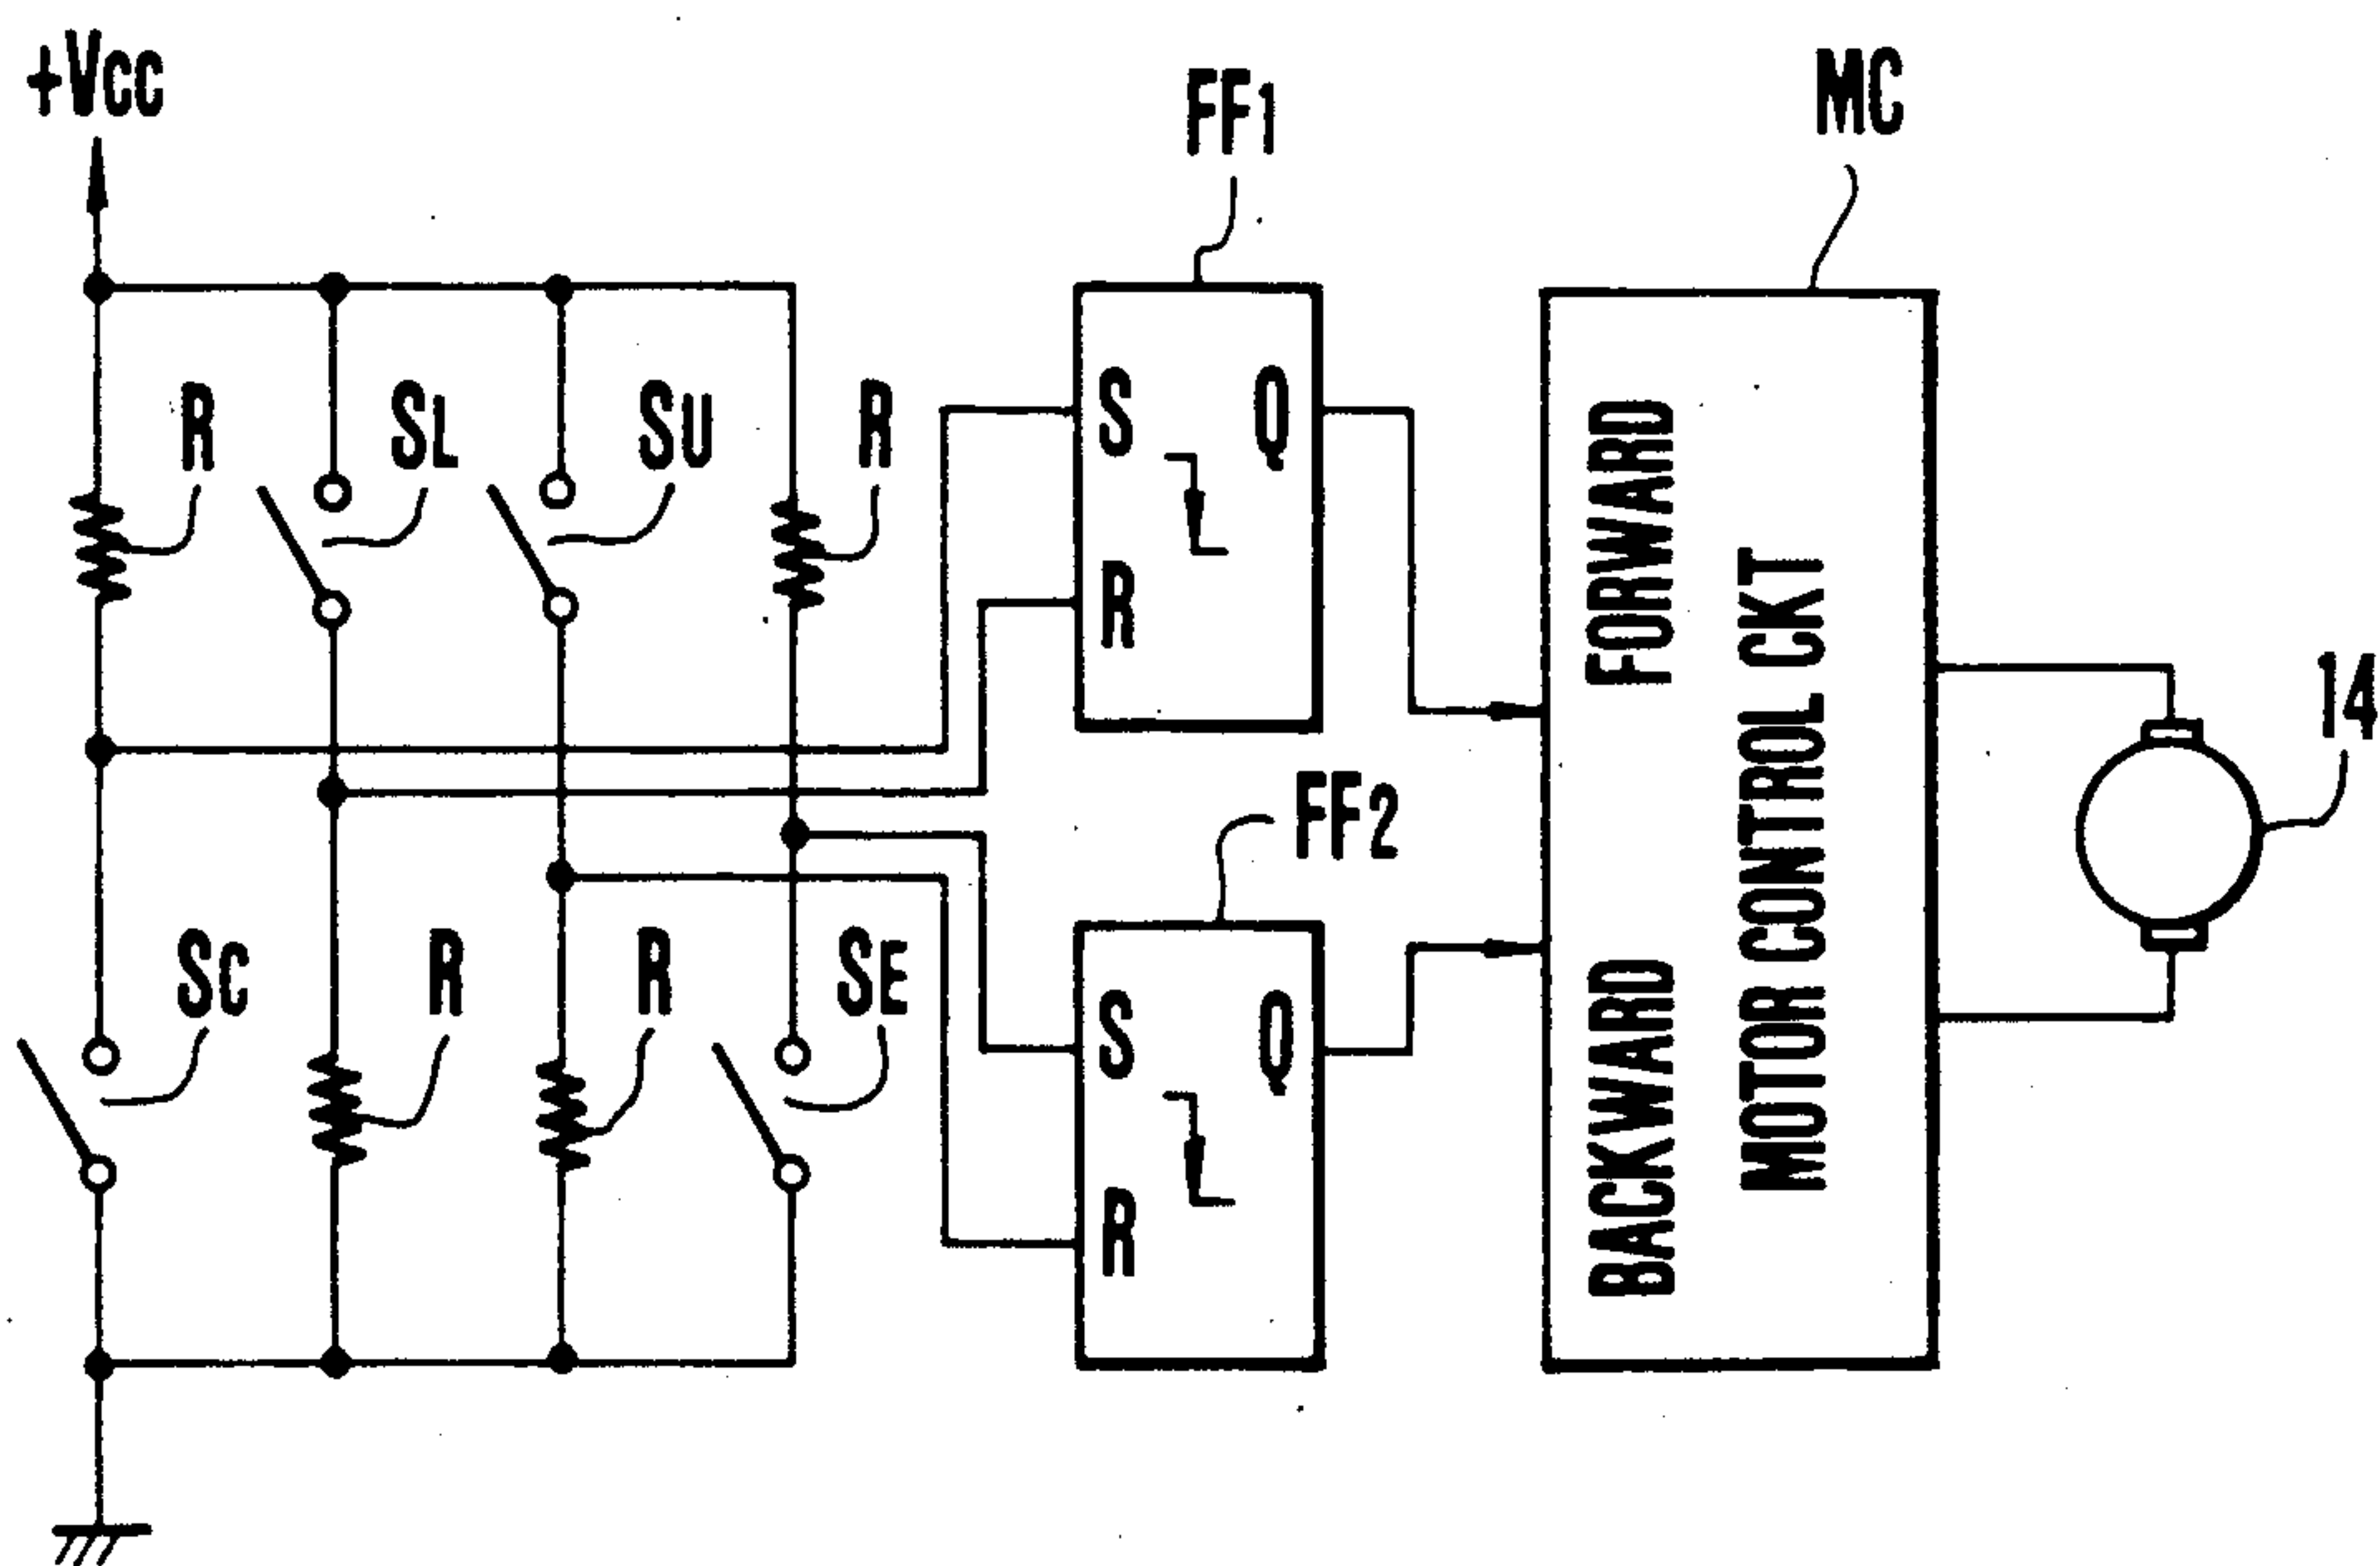 +Vcc
FF1
MC
R
SL
SU
R
S
Q
R
FORWARD
MOTOR CONTROL CKT
14
FF2
SC
R
R
SE
S
Q
R
BACKWARD